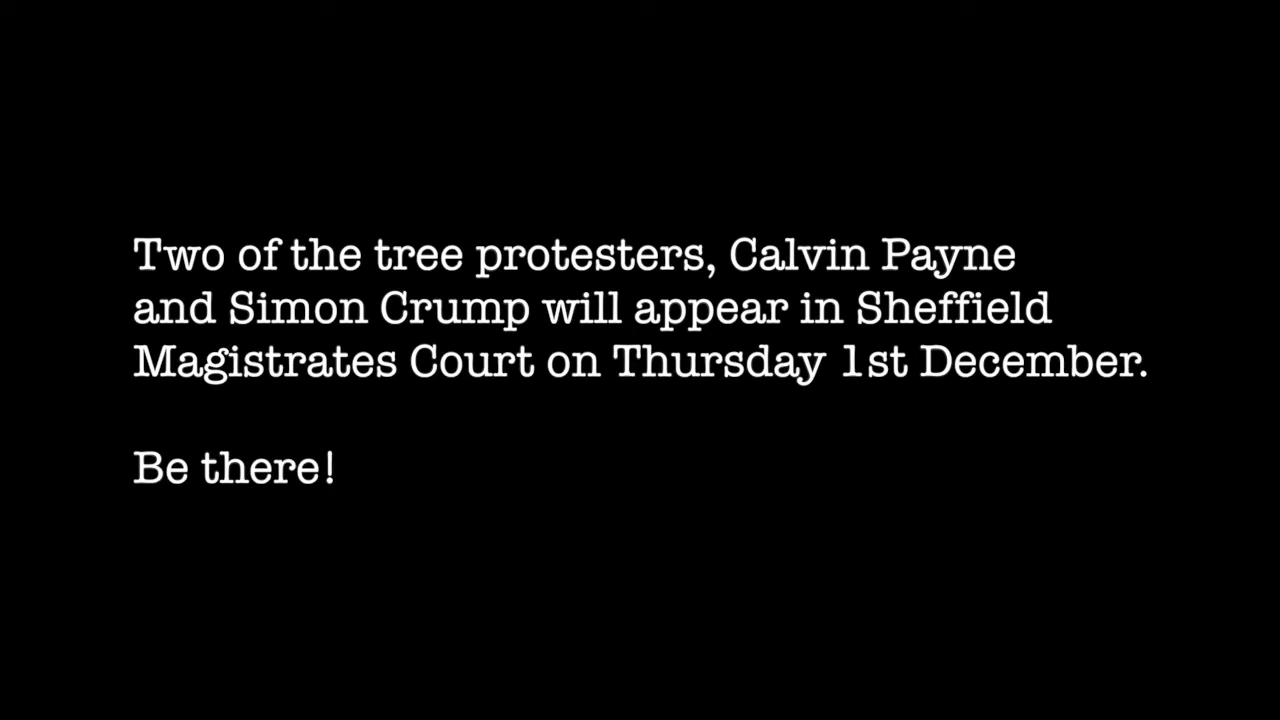 Two of the tree protesters, Calvin Payne
and Simon Crump will appear in Sheffield
Magistrates Court on Thursday 1st December.
Be there!